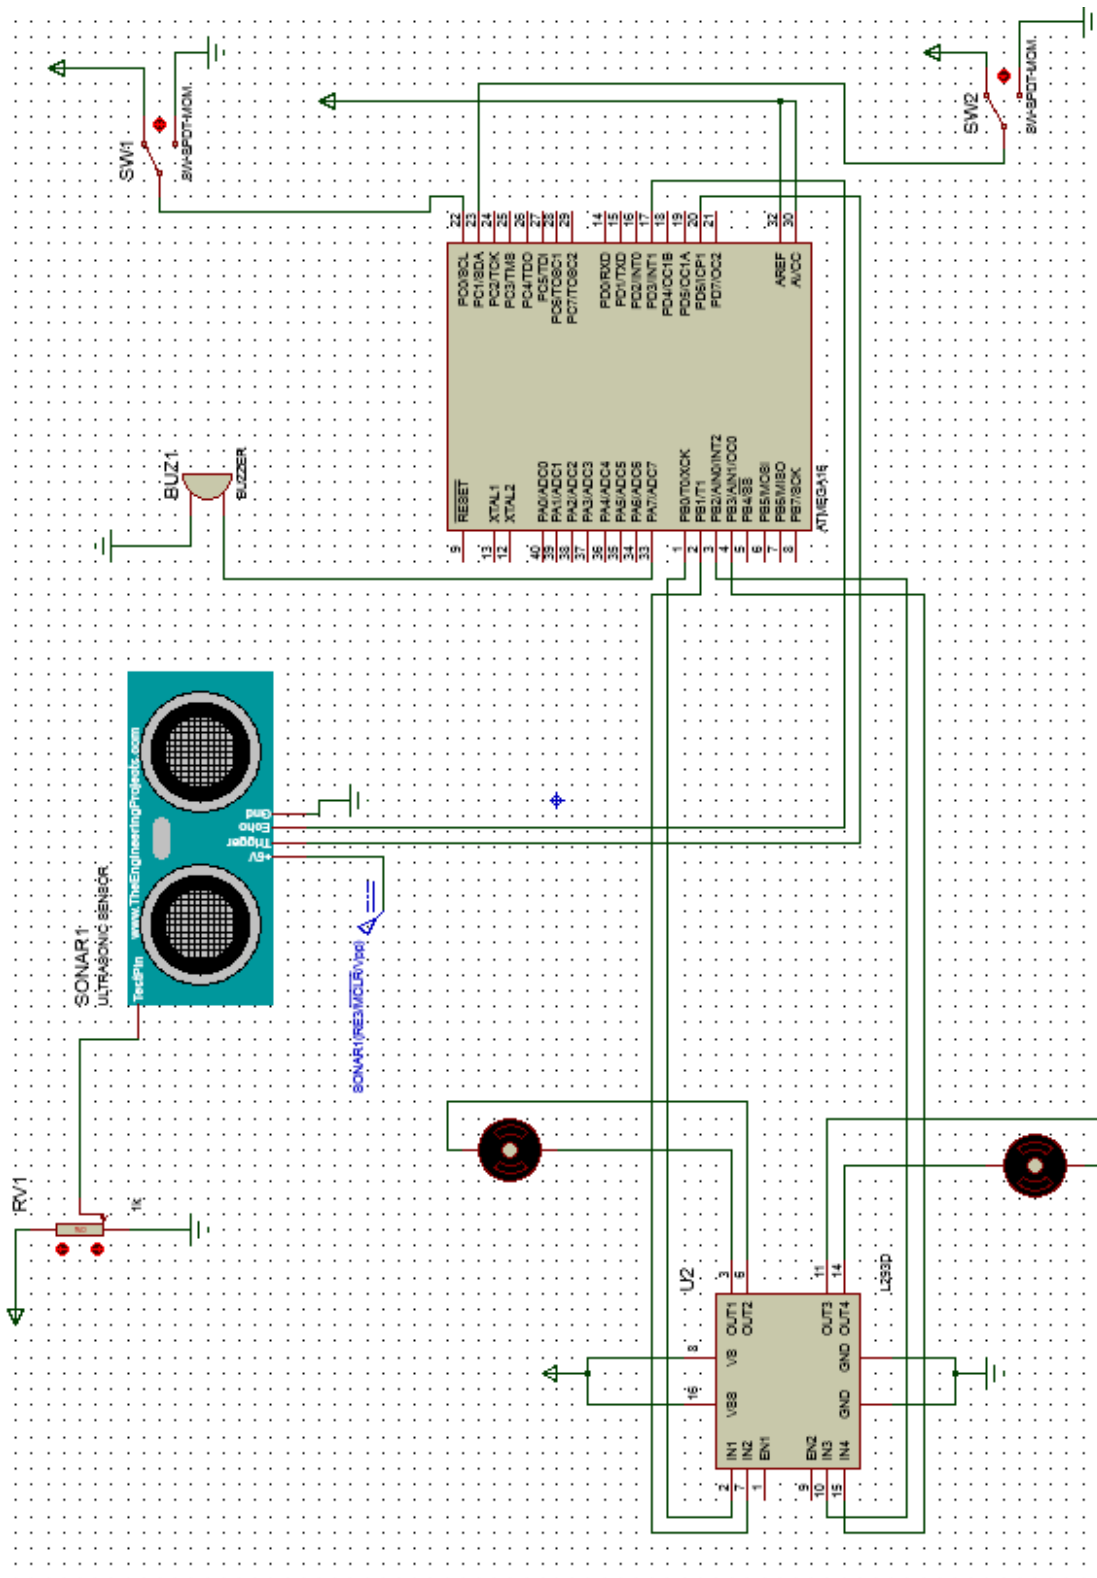 SW1
SW-SPDT-MOM
SW2
SW-SPDT-MOM
22
23
24
25
26
27
28
29
14
15
16
17
18
19
20
21
32
30
PC0/SCL
PC1/SDA
PC2/TCK
PC3/TMS
PC4/TDO
PC5/TDI
PC6/TOSC1
PC7/TOSC2
PD0/RXD
PD1/TXD
PD2/INT0
PD3/INT1
PD4/OC1B
PD5/OC1A
PD6/ICP1
PD7/OC2
AREF
AVCC
RESET
XTAL1
XTAL2
PA0/ADC0
PA1/ADC1
PA2/ADC2
PA3/ADC3
PA4/ADC4
PA5/ADC5
PA6/ADC6
PA7/ADC7
PB0/T0/XCK
PB1/T1
PB2/AIN0/INT2
PB3/AIN1/OC0
PB4/SS
PB5/MOSI
PB6/MISO
PB7/SCK
ATMEGA16
9
13
12
40
39
38
37
36
35
34
33
1
2
3
4
5
6
7
8
BUZ1
BUZZER
SONAR1
ULTRASONIC SENSOR
TestPin
www.TheEngineeringProjects.com
Gnd
Echo
Trigger
+5V
SONAR1(RE3/MCLR/Vpp)
RV1
50
1k
U2
L293D
3
6
11
14
OUT1
OUT2
OUT3
OUT4
8
VS
GND
16
VSS
GND
IN1
IN2
EN1
EN2
IN3
IN4
2
7
1
9
10
15